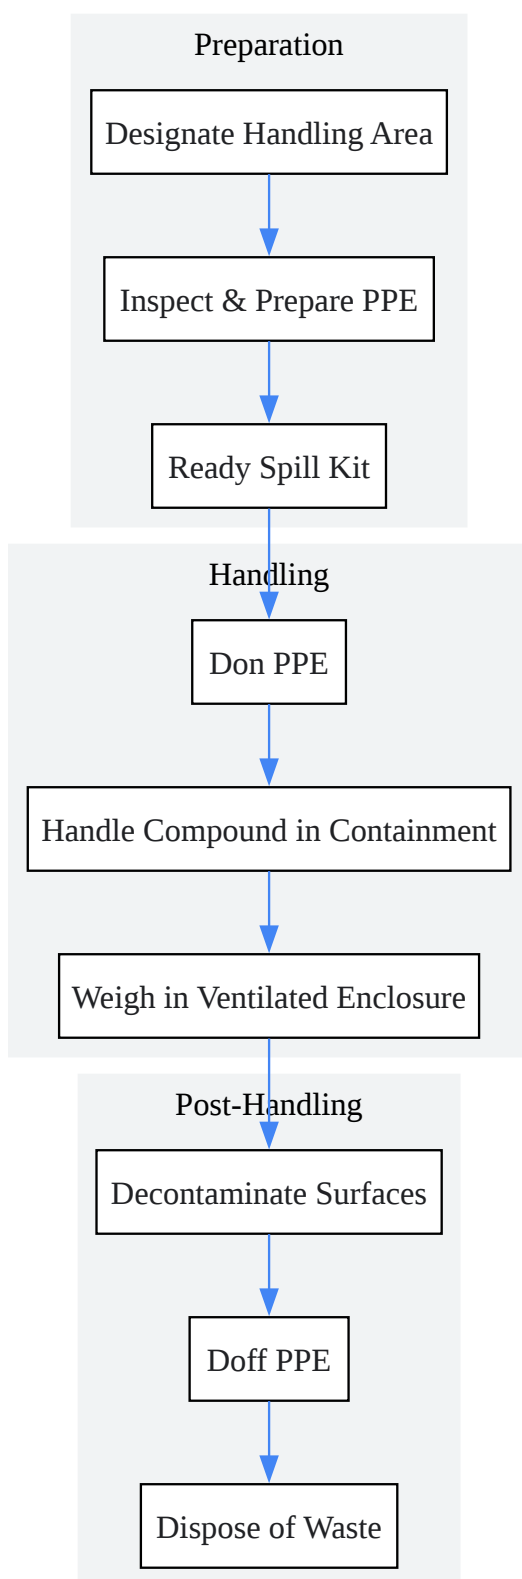 Preparation
Designate Handling Area
Inspect & Prepare PPE
Ready Spill Kit
Handling
Don PPE
Handle Compound in Containment
Weigh in Ventilated Enclosure
Post-Handling
Decontaminate Surfaces
Doff PPE
Dispose of Waste